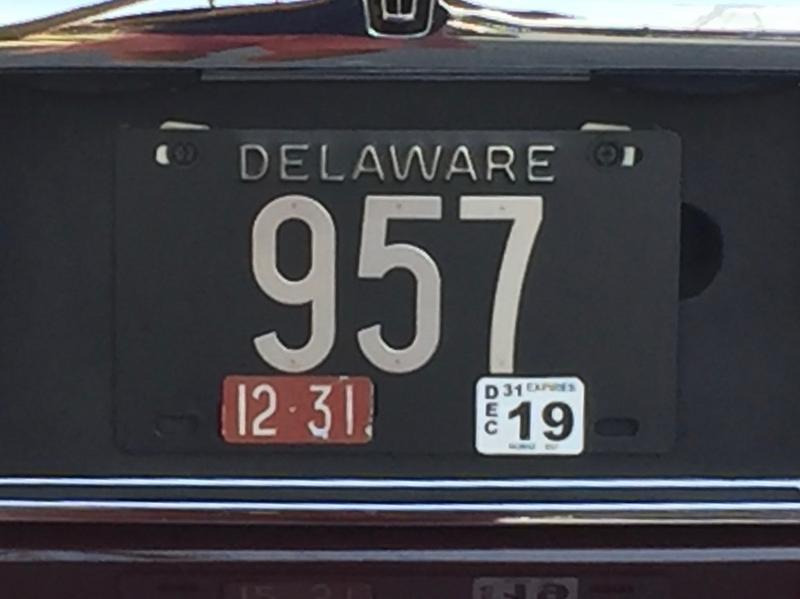 DELAWARE
957
12·31
DEC 31 EXPIRES
19